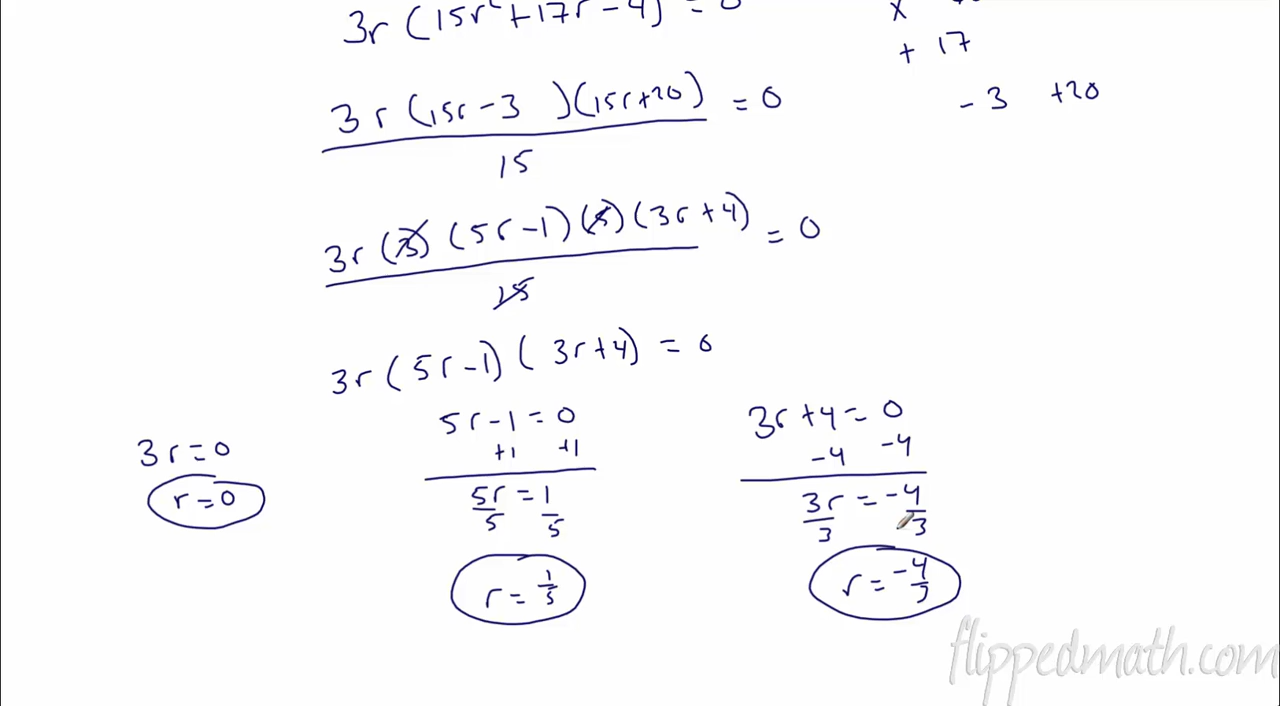 3r(15r²+17r-4)=0
x
+ 17
-3 +20
3r(15r-3 )(15r+20) = 0
15
3r(3)(5r-1)(5)(3r+4) = 0
15
3r(5r-1)(3r+4) = 0
3r=0
r=0
5r-1=0
+1 +1
5r=1
5 5
r=1/5
3r+4=0
-4 -4
3r=-4
3 3
r=-4/3
flippedmath.com